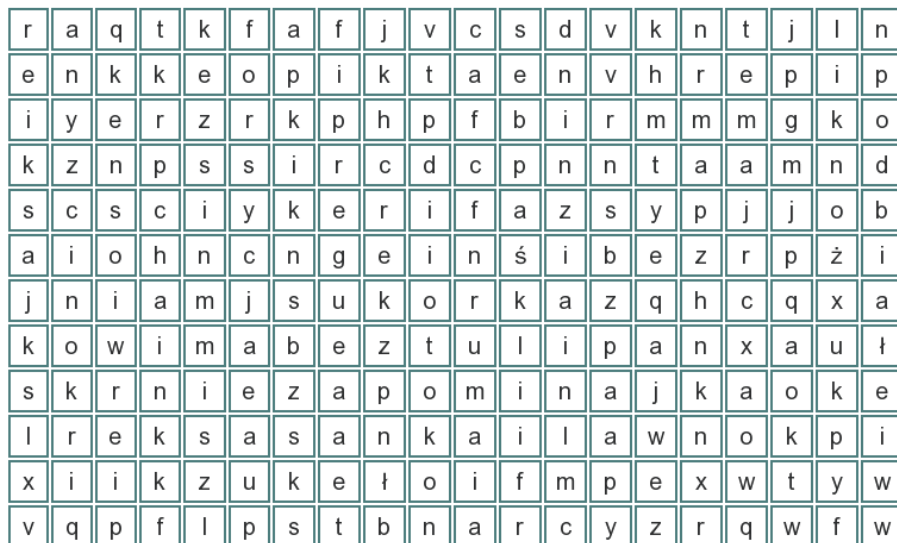 r a q t k f a f j v c s d v k n t j l n
e n k k e o p i k t a e n v h r e p i p
i y e r z r k p h p f b i r m m m g k o
k z n p s s i r c d c p n n t a a m n d
s c s c i y k e r i f a z s y p j j o b
a i o h n c n g e i n ś i b e z r p ż i
j n i a m j s u k o r k a z q h c q x a
k o w i m a b e z t u l i p a n x a u ł
s k r n i e z a p o m i n a j k a o k e
l r e k s a s a n k a i l a w n o k p i
x i i k z u k e ł o i f m p e x w t y w
v q p f l p s t b n a r c y z r q w f w